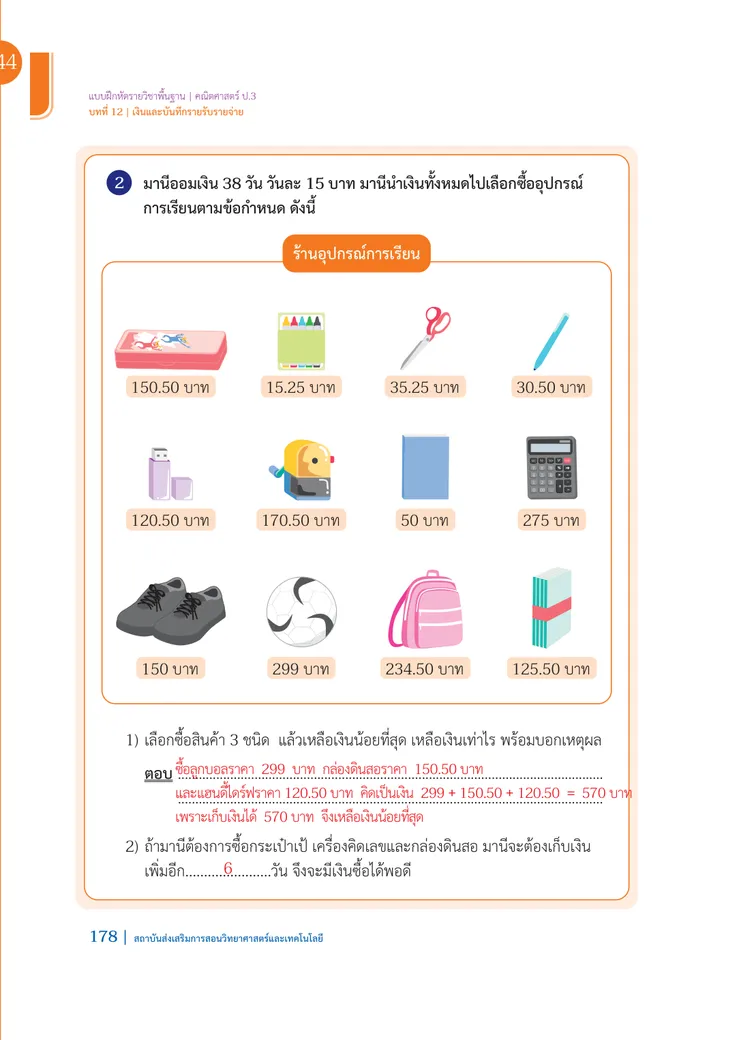 44
แบบฝึกหัดรายวิชาพื้นฐาน | คณิตศาสตร์ ป.3
บทที่ 12 | เงินและบันทึกรายรับรายจ่าย
2 มานีออมเงิน 38 วัน วันละ 15 บาท มานีนำเงินทั้งหมดไปเลือกซื้ออุปกรณ์
การเรียนตามข้อกำหนด ดังนี้
ร้านอุปกรณ์การเรียน
150.50 บาท 15.25 บาท 35.25 บาท 30.50 บาท
120.50 บาท 170.50 บาท 50 บาท 275 บาท
150 บาท 299 บาท 234.50 บาท 125.50 บาท
1) เลือกซื้อสินค้า 3 ชนิด แล้วเหลือเงินน้อยที่สุด เหลือเงินเท่าไร พร้อมบอกเหตุผล
ตอบ ซื้อลูกบอลราคา 299 บาท กล่องดินสอราคา 150.50 บาท
และแฮนดี้ไดร์ฟราคา 120.50 บาท คิดเป็นเงิน 299 + 150.50 + 120.50 = 570 บาท
เพราะเก็บเงินได้ 570 บาท จึงเหลือเงินน้อยที่สุด
2) ถ้ามานีต้องการซื้อกระเป๋าเป้ เครื่องคิดเลขและกล่องดินสอ มานีจะต้องเก็บเงิน
เพิ่มอีก..........6..........วัน จึงจะมีเงินซื้อได้พอดี
178 | สถาบันส่งเสริมการสอนวิทยาศาสตร์และเทคโนโลยี